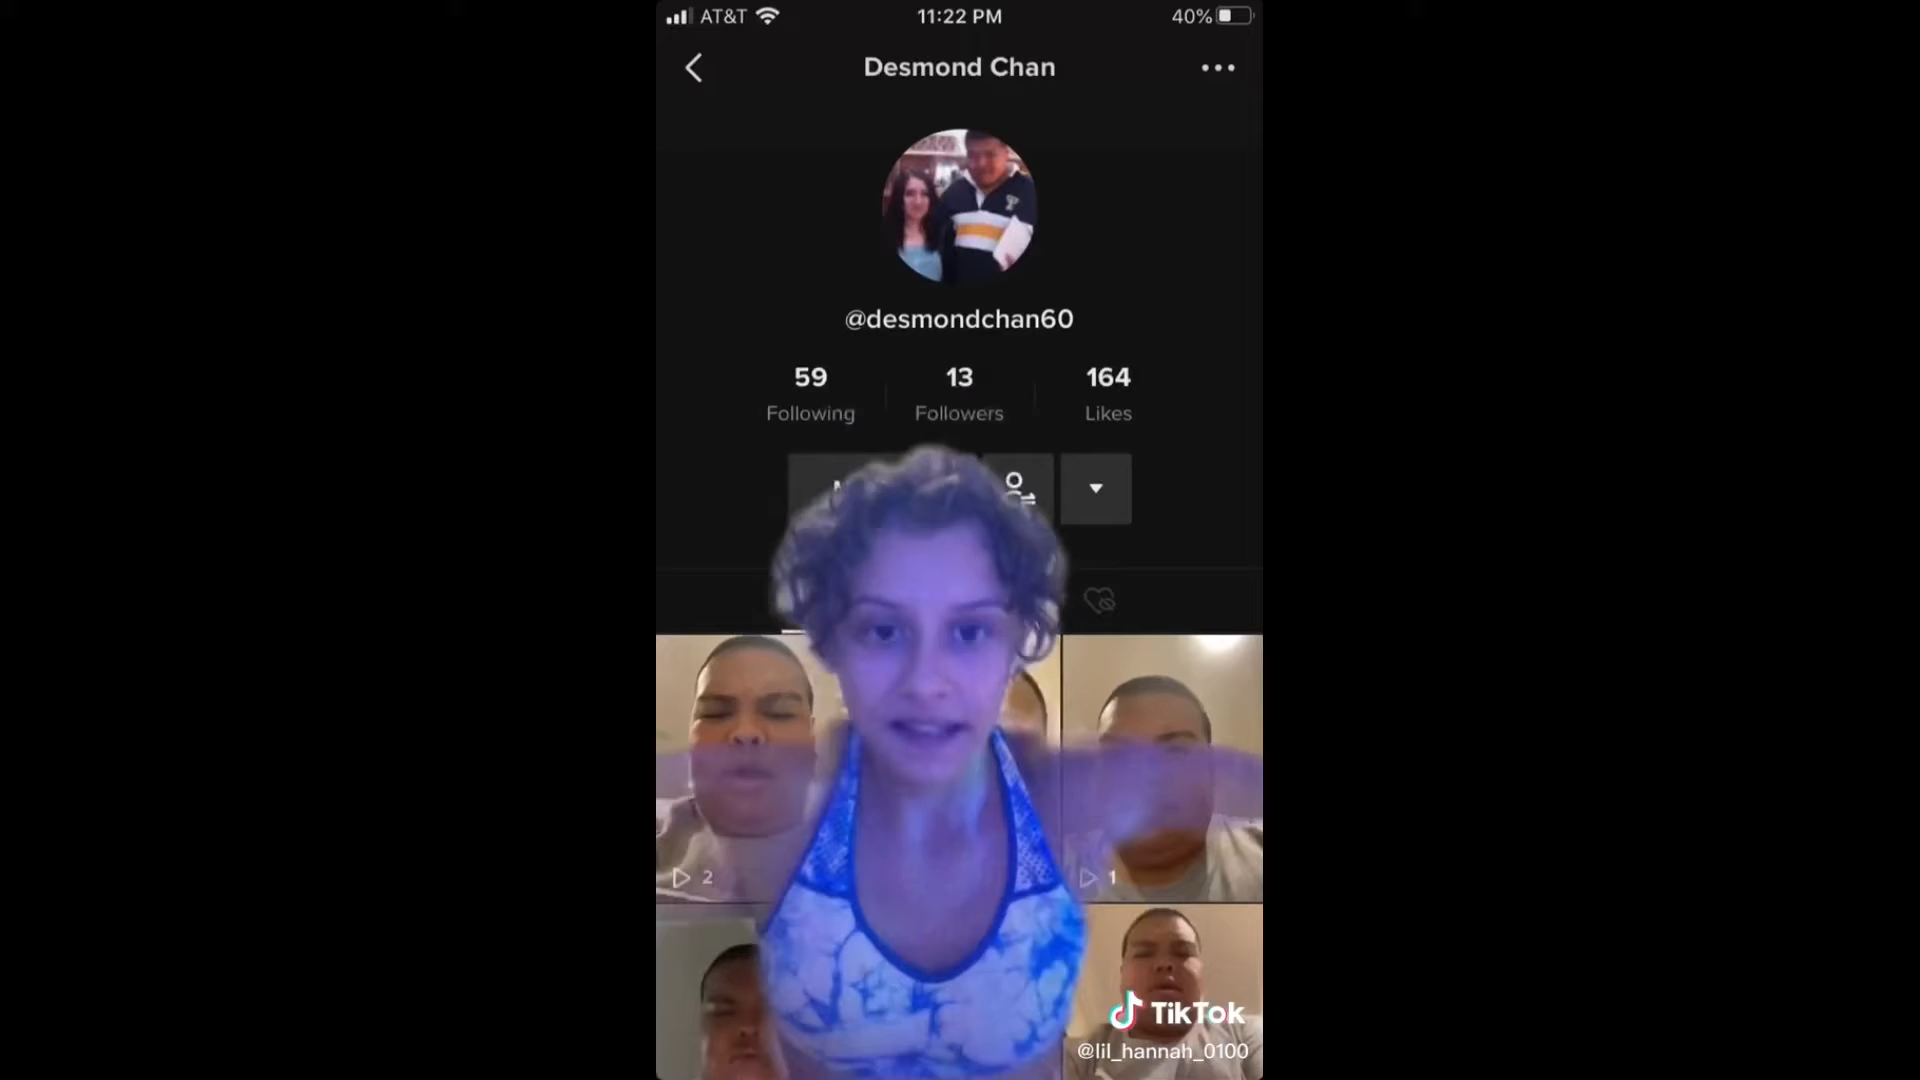 AT&T 11:22 PM 40%
Desmond Chan
@desmondchan60
59 13 164
Following Followers Likes
2 1
TikTok
@lil_hannah_0100